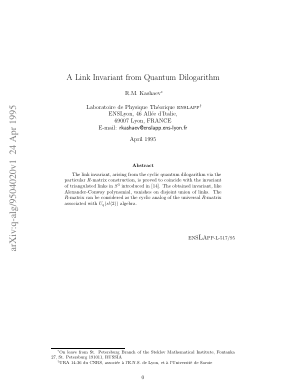 arXiv:q-alg/9504020v1 24 Apr 1995
A Link Invariant from Quantum Dilogarithm
R.M. Kashaev*
Laboratoire de Physique Théorique ENSLAPP†
ENSLyon, 46 Allée d'Italie,
69007 Lyon, FRANCE
E-mail: rkashaev@enslapp.ens-lyon.fr
April 1995
Abstract
The link invariant, arising from the cyclic quantum dilogarithm via the
particular R-matrix construction, is proved to coincide with the invariant
of triangulated links in S³ introduced in [14]. The obtained invariant, like
Alexander-Conway polynomial, vanishes on disjoint union of links. The
R-matrix can be considered as the cyclic analog of the universal R-matrix
associated with U_q(sl(2)) algebra.
ENSLAPP-L-517/95
*On leave from St. Petersburg Branch of the Steklov Mathematical Institute, Fontanka
27, St. Petersburg 191011, RUSSIA
†URA 14-36 du CNRS, associée à l'E.N.S. de Lyon, et à l'Université de Savoie